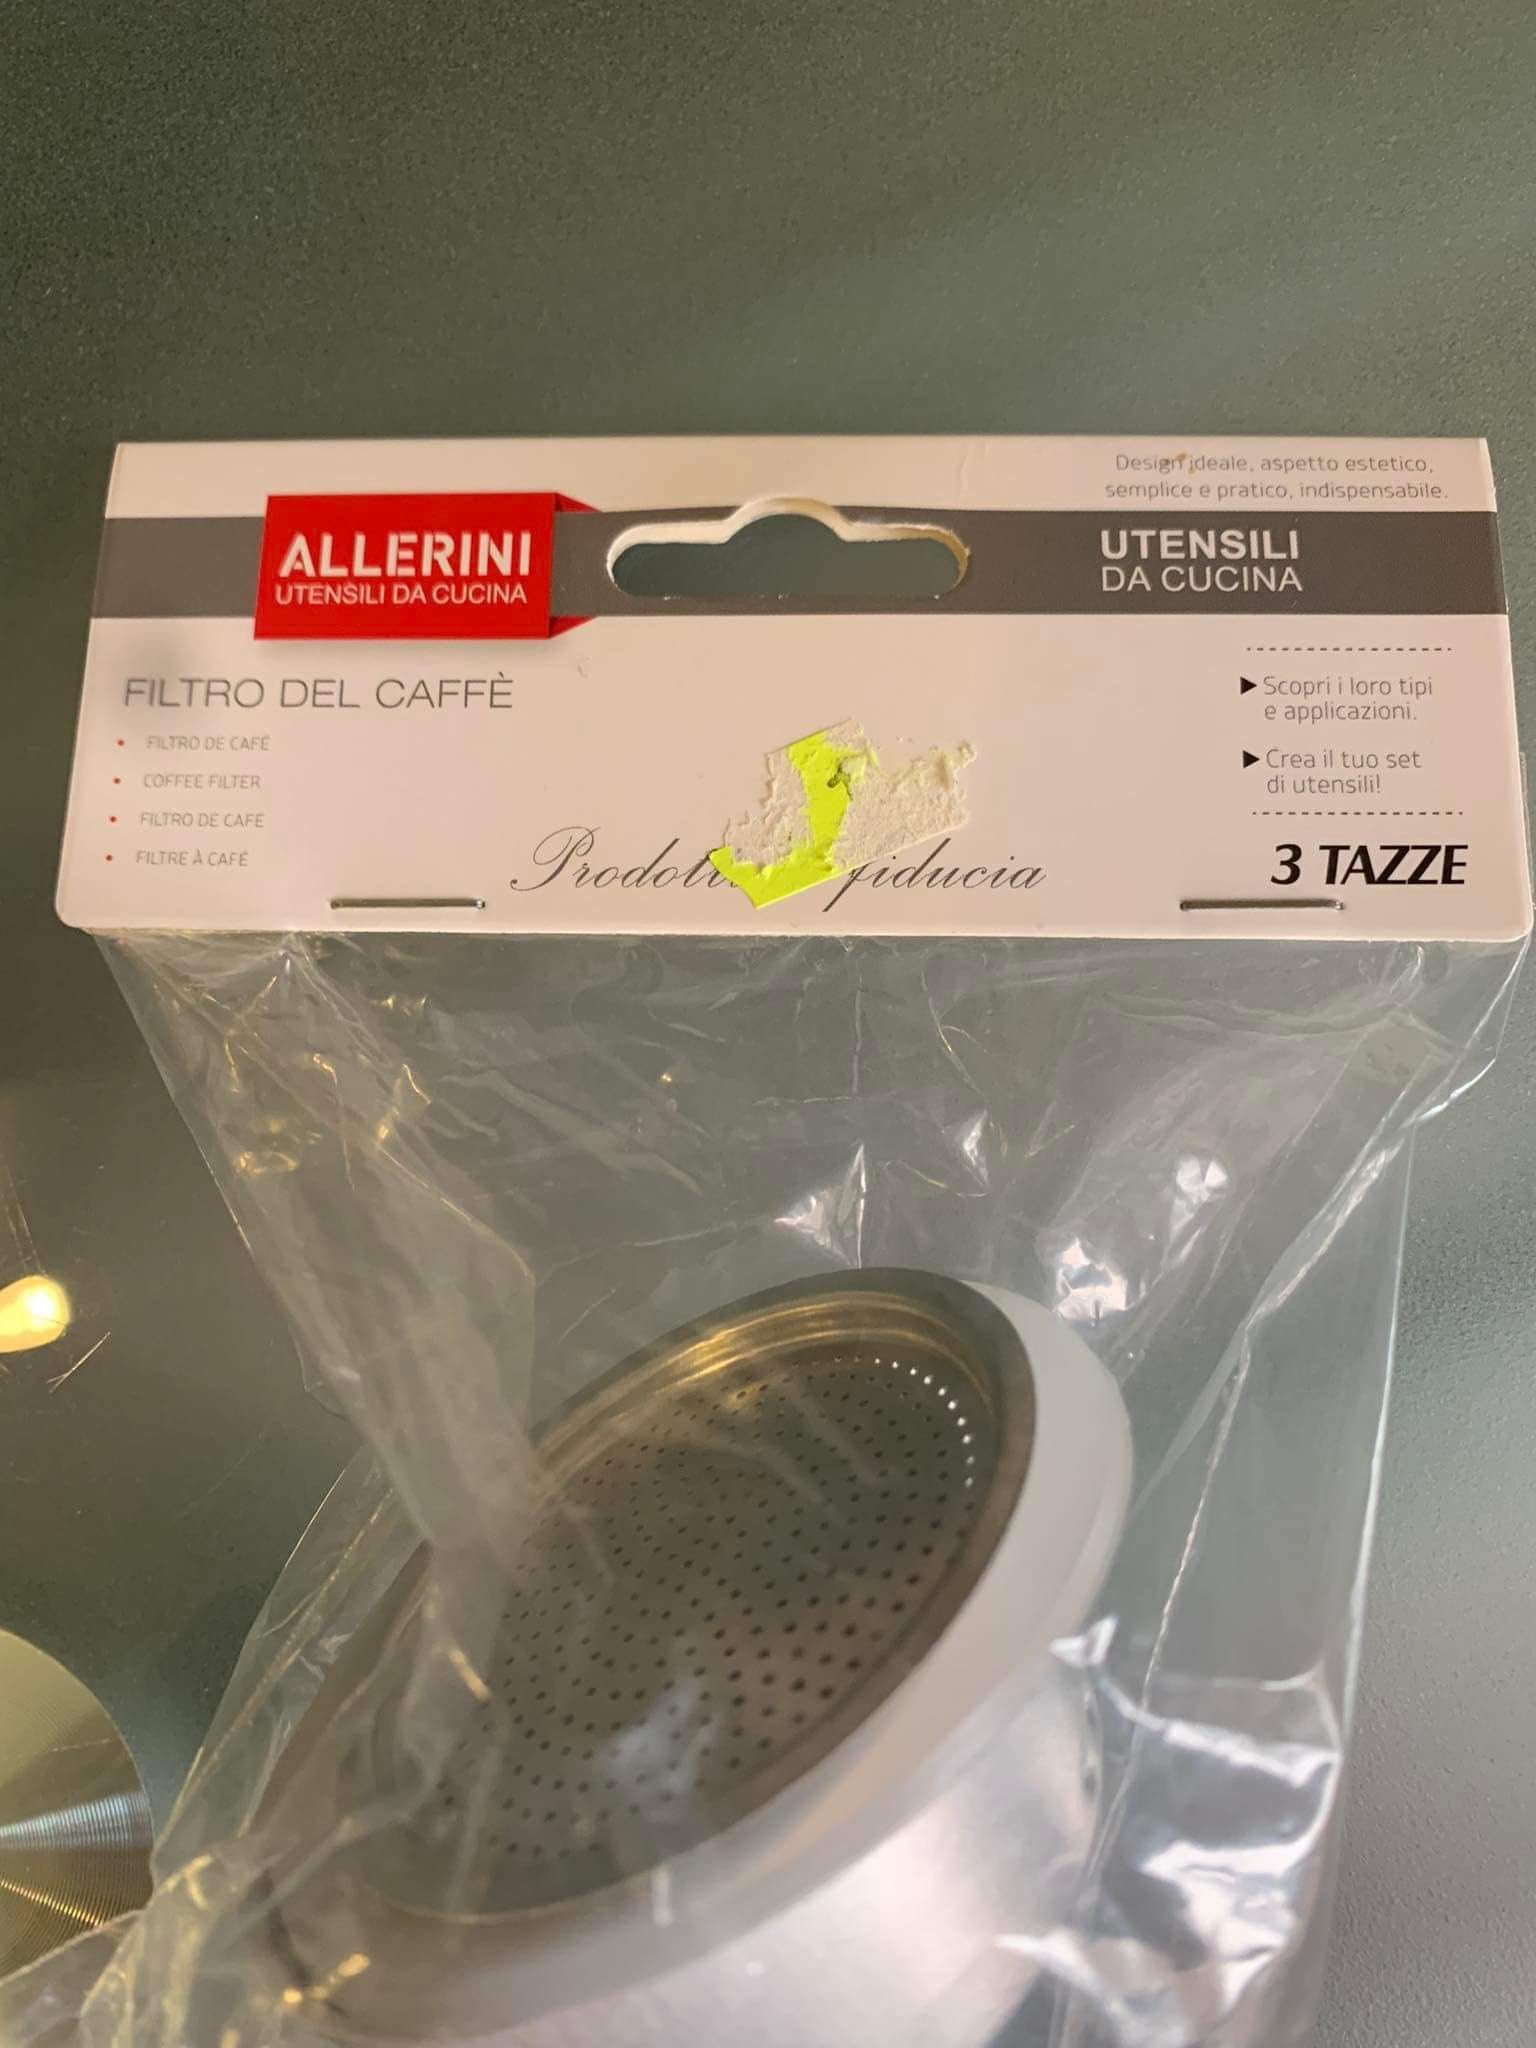 Design ideale, aspetto estetico,
semplice e pratico, indispensabile.
ALLERINI
UTENSILI DA CUCINA
UTENSILI
DA CUCINA
FILTRO DEL CAFFÈ
• FILTRO DE CAFÉ
• COFFEE FILTER
• FILTRO DE CAFÉ
• FILTRE À CAFÉ
Scopri i loro tipi
e applicazioni.
Crea il tuo set
di utensili!
fiducia
3 TAZZE